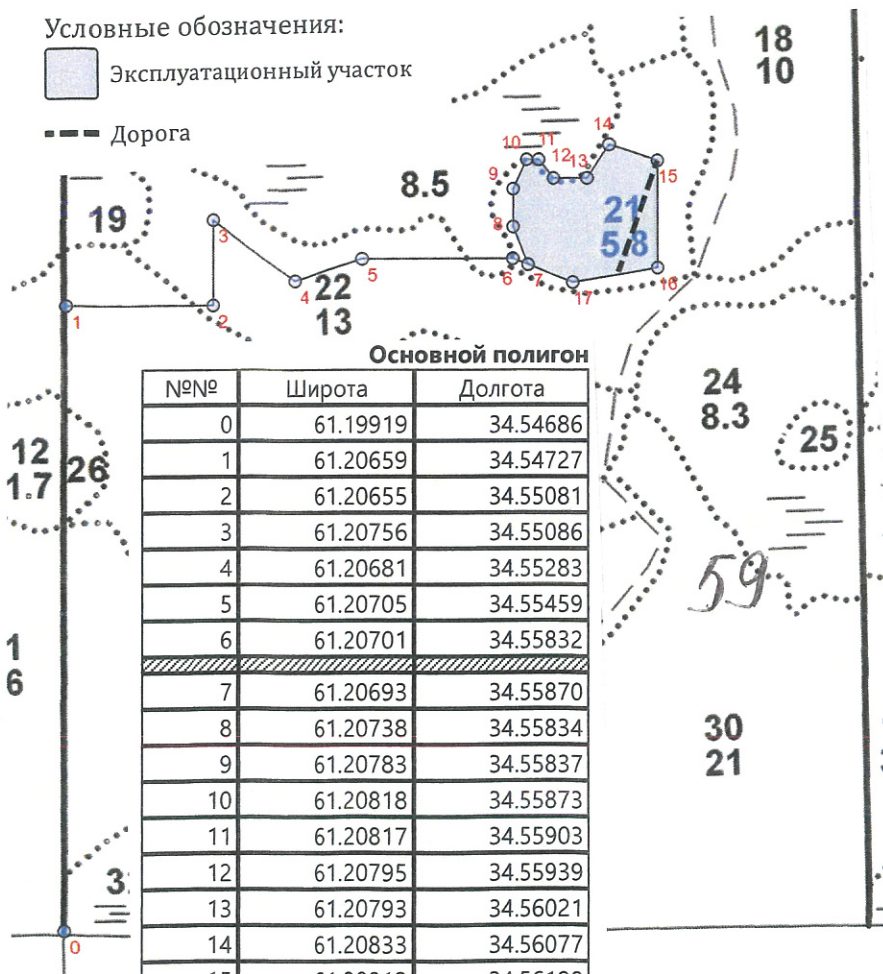 Условные обозначения:
Эксплуатационный участок
Дорога
18
10
14
10 11
12 13
15
9
8.5
21
5.8
19
8
3
5
6
7
16
4
22
17
1
2
13
Основной полигон
№№ Широта Долгота
0 61.19919 34.54686
1 61.20659 34.54727
2 61.20655 34.55081
3 61.20756 34.55086
4 61.20681 34.55283
5 61.20705 34.55459
6 61.20701 34.55832
7 61.20693 34.55870
8 61.20738 34.55834
9 61.20783 34.55837
10 61.20818 34.55873
11 61.20817 34.55903
12 61.20795 34.55939
13 61.20793 34.56021
14 61.20833 34.56077
24
8.3
25
12
1.7
26
59
1
6
30
21
3
0